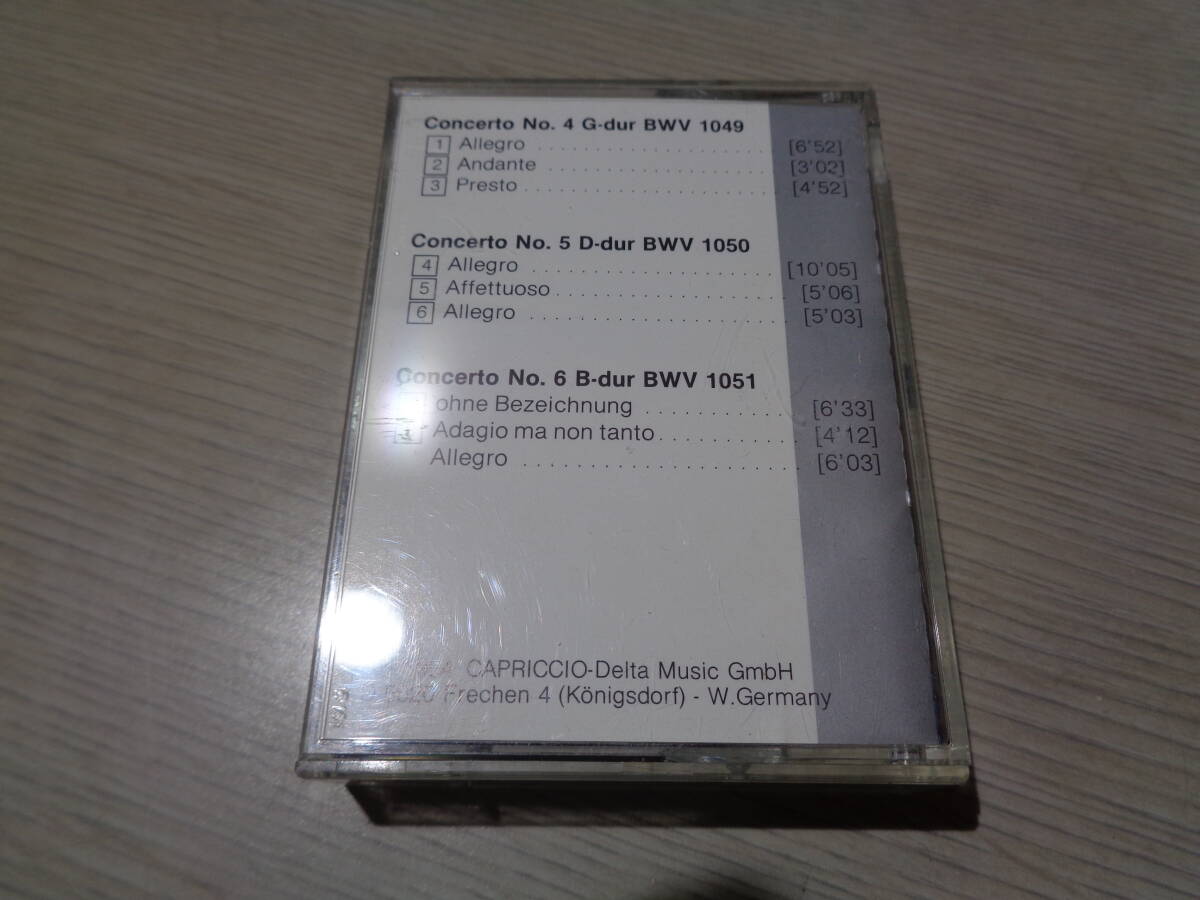 Concerto No. 4 G-dur BWV 1049
1 Allegro . . . . . . . . . . . . . . . . . . . . [6'52]
2 Andante . . . . . . . . . . . . . . . . . . . [3'02]
3 Presto . . . . . . . . . . . . . . . . . . . . . [4'52]
Concerto No. 5 D-dur BWV 1050
4 Allegro . . . . . . . . . . . . . . . . . . . . [10'05]
5 Affettuoso . . . . . . . . . . . . . . . . . . [5'06]
6 Allegro . . . . . . . . . . . . . . . . . . . . [5'03]
Concerto No. 6 B-dur BWV 1051
ohne Bezeichnung . . . . . . . . . . . . [6'33]
Adagio ma non tanto . . . . . . . . . . [4'12]
Allegro . . . . . . . . . . . . . . . . . . . . . [6'03]
CAPRICCIO-Delta Music GmbH
Frechen 4 (Königsdorf) - W.Germany